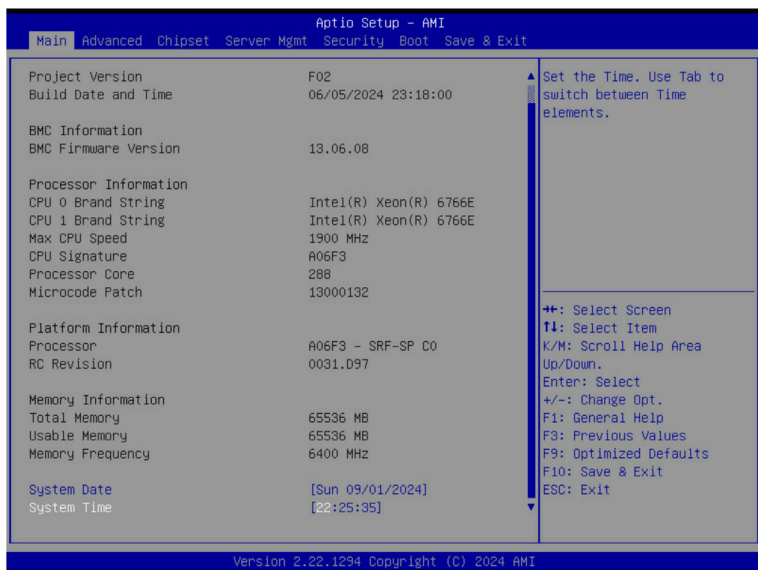 Aptio Setup - AMI
Main Advanced Chipset Server Mgmt Security Boot Save & Exit
Project Version F02
Build Date and Time 06/05/2024 23:18:00
BMC Information
BMC Firmware Version 13.06.08
Processor Information
CPU 0 Brand String Intel(R) Xeon(R) 6766E
CPU 1 Brand String Intel(R) Xeon(R) 6766E
Max CPU Speed 1900 MHz
CPU Signature A06F3
Processor Core 288
Microcode Patch 13000132
Platform Information
Processor A06F3 - SRF-SP C0
RC Revision 0031.D97
Memory Information
Total Memory 65536 MB
Usable Memory 65536 MB
Memory Frequency 6400 MHz
System Date [Sun 09/01/2024]
System Time [22:25:35]
Set the Time. Use Tab to
switch between Time
elements.
→←: Select Screen
↑↓: Select Item
K/M: Scroll Help Area
Up/Down.
Enter: Select
+/-: Change Opt.
F1: General Help
F3: Previous Values
F9: Optimized Defaults
F10: Save & Exit
ESC: Exit
Version 2.22.1294 Copyright (C) 2024 AMI